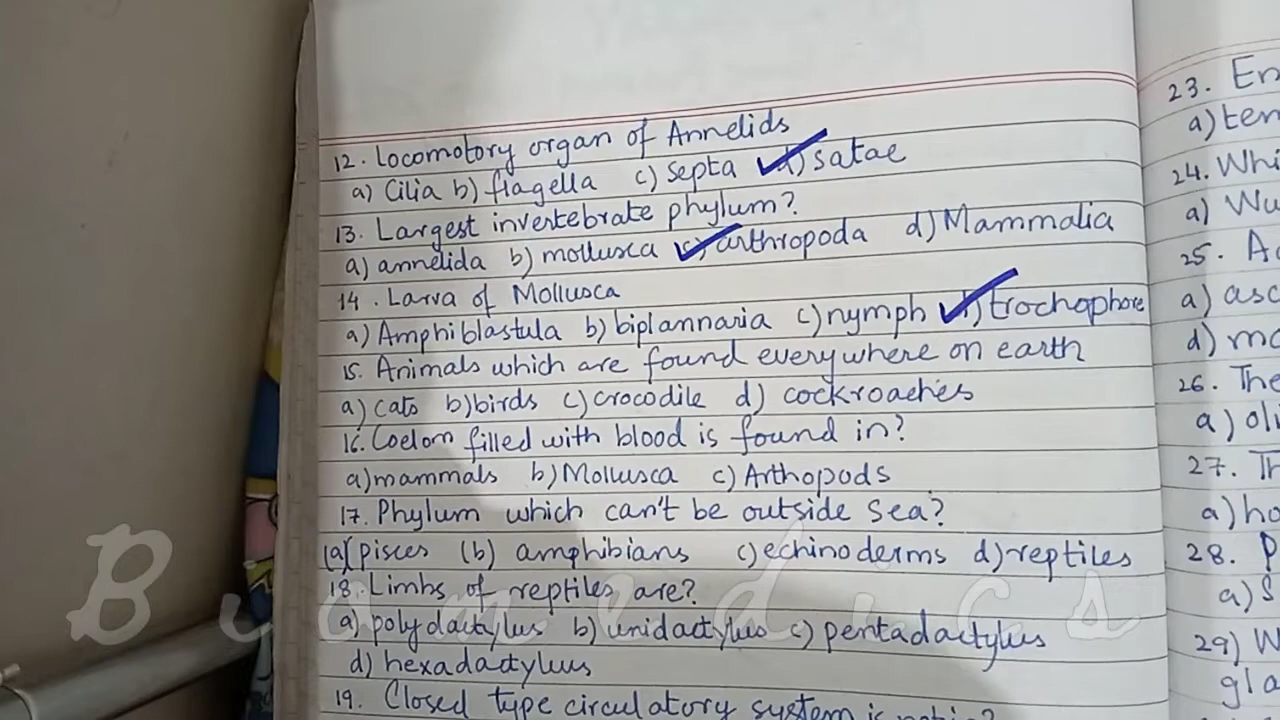 12. Locomotory organ of Annelids
a) Cilia b) flagella c) Septa d) Satae
13. Largest invertebrate phylum?
a) annelida b) mollusca c) arthropoda d) Mammalia
14. Larva of Mollusca
a) Amphiblastula b) biplannaria c) nymph d) trochophore
15. Animals which are found everywhere on earth
a) cats b) birds c) crocodile d) cockroaches
16. Coelom filled with blood is found in?
a) mammals b) Mollusca c) Arthopods
17. Phylum which can't be outside sea?
(a) pisces (b) amphibians c) echinoderms d) reptiles
18. Limbs of reptiles are?
a) polydactylus b) unidactylus c) pentadactylus
d) hexadactylus
19. Closed type circulatory system is
23. En
a) ten
24. Whi
a) Wu
25. A
a) asc
d) mo
26. The
a) oli
27. Th
a) ho
28. P
a) S
29) W
gla
Biomedics